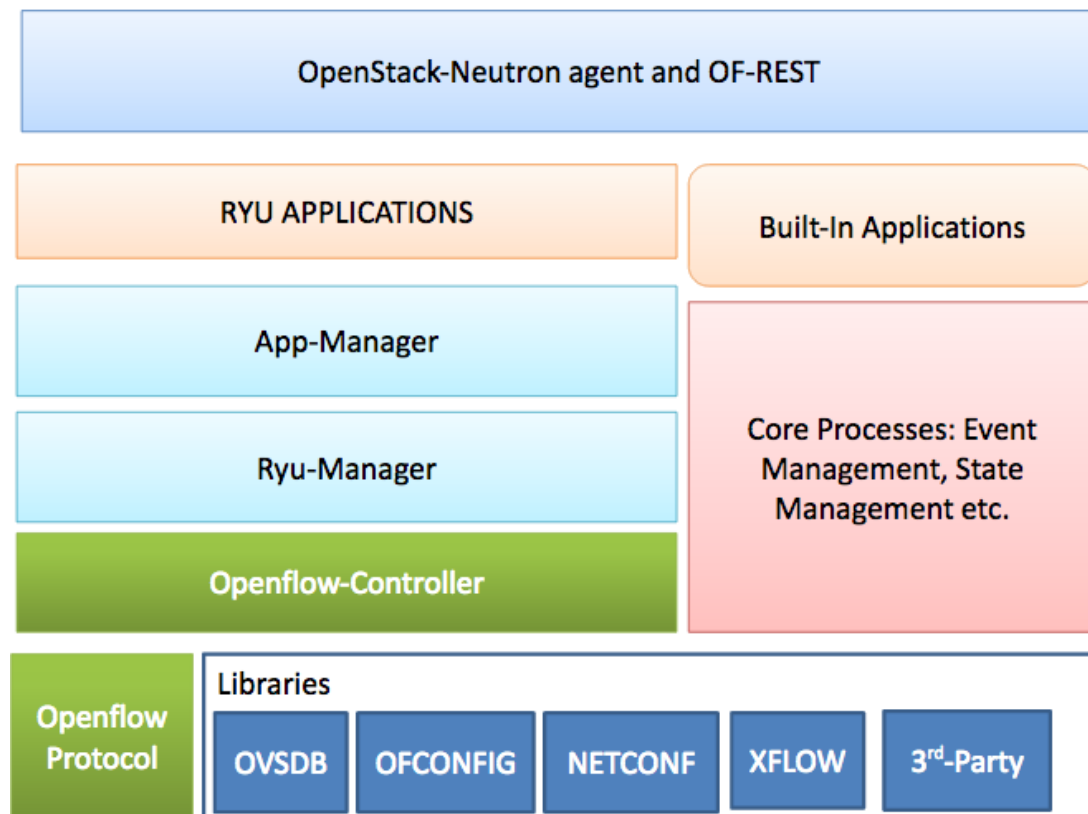 OpenStack-Neutron agent and OF-REST
RYU APPLICATIONS
Built-In Applications
App-Manager
Ryu-Manager
Core Processes: Event
Management, State
Management etc.
Openflow-Controller
Openflow
Protocol
Libraries
OVSDB
OFCONFIG
NETCONF
XFLOW
3rd-Party